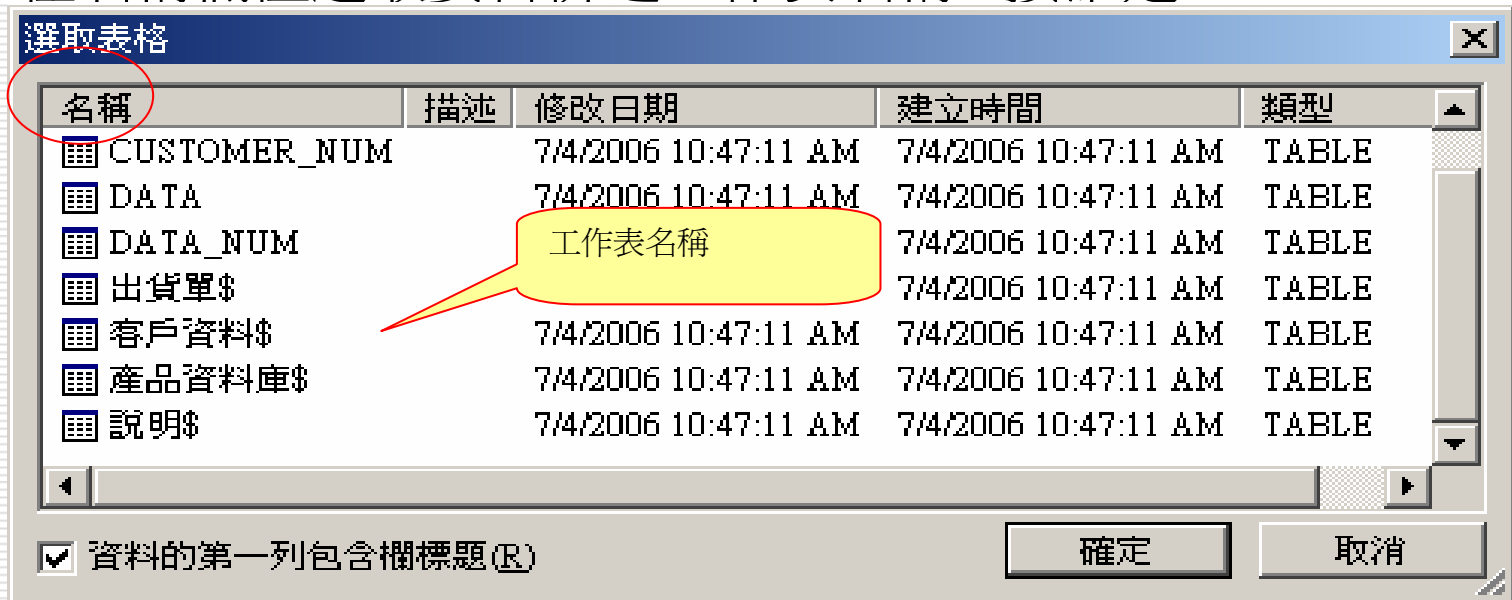 選取表格
名稱 描述 修改日期 建立時間 類型
CUSTOMER_NUM 7/4/2006 10:47:11 AM 7/4/2006 10:47:11 AM TABLE
DATA 7/4/2006 10:47:11 AM 7/4/2006 10:47:11 AM TABLE
DATA_NUM 7/4/2006 10:47:11 AM TABLE
工作表名稱
出貨單$ 7/4/2006 10:47:11 AM TABLE
客戶資料$ 7/4/2006 10:47:11 AM 7/4/2006 10:47:11 AM TABLE
產品資料庫$ 7/4/2006 10:47:11 AM 7/4/2006 10:47:11 AM TABLE
說明$ 7/4/2006 10:47:11 AM 7/4/2006 10:47:11 AM TABLE
資料的第一列包含欄標題(R)
確定 取消